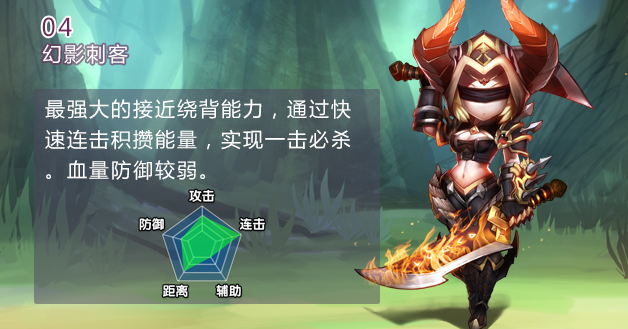 04
幻影刺客
最强大的接近绕背能力，通过快
速连击积攒能量，实现一击必杀
。血量防御较弱。
攻击
防御
连击
距离
辅助